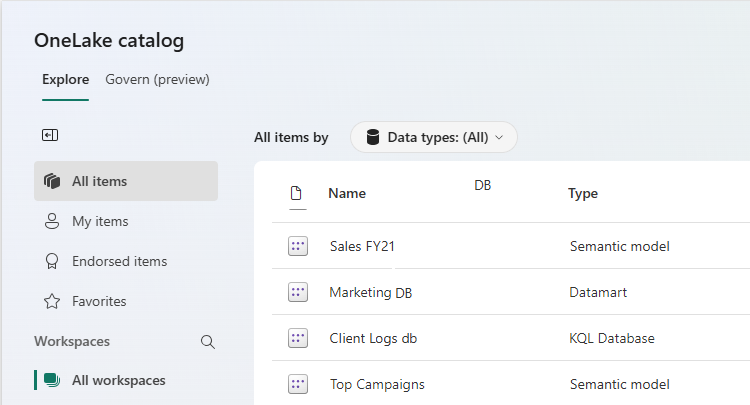 OneLake catalog
Explore Govern (preview)
All items by Data types: (All)
All items
My items
Endorsed items
Favorites
Workspaces
All workspaces
Name DB Type
Sales FY21 Semantic model
Marketing DB Datamart
Client Logs db KQL Database
Top Campaigns Semantic model